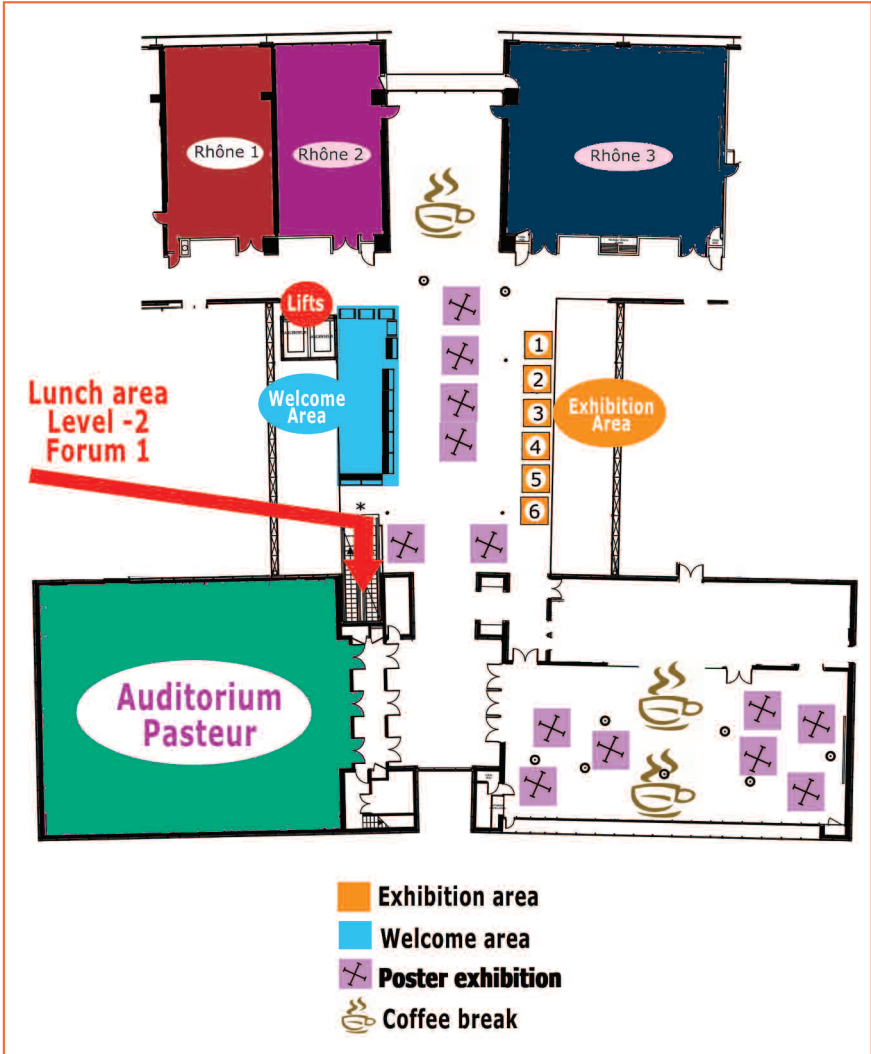 Rhône 1
Rhône 2
Rhône 3
Lifts
Welcome
Area
1
2
3
4
5
6
Exhibition
Area
Lunch area
Level -2
Forum 1
*
Auditorium
Pasteur
Exhibition area
Welcome area
Poster exhibition
Coffee break